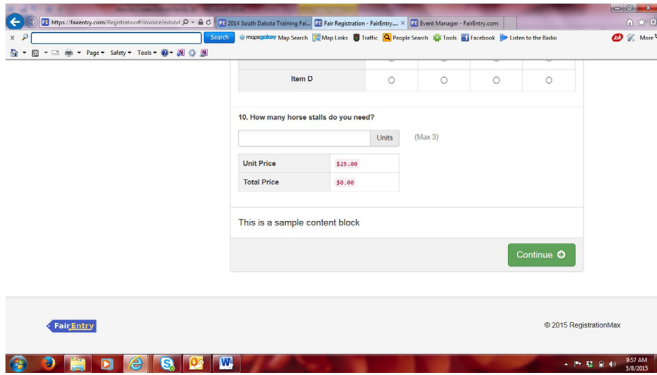 https://fairentry.com/Registration#/invoice/eshdsf
2014 South Dakota Training Fai...
Fair Registration - FairEntry....
Event Manager - FairEntry.com
Search
mapsgalaxy Map Search
Map Links
Traffic
People Search
Tools
Facebook
Listen to the Radio
Ask
More
Page
Safety
Tools
Item D
10. How many horse stalls do you need?
Units
(Max 3)
Unit Price $25.00
Total Price $0.00
This is a sample content block
Continue
FairEntry
© 2015 RegistrationMax
9:57 AM
5/8/2015